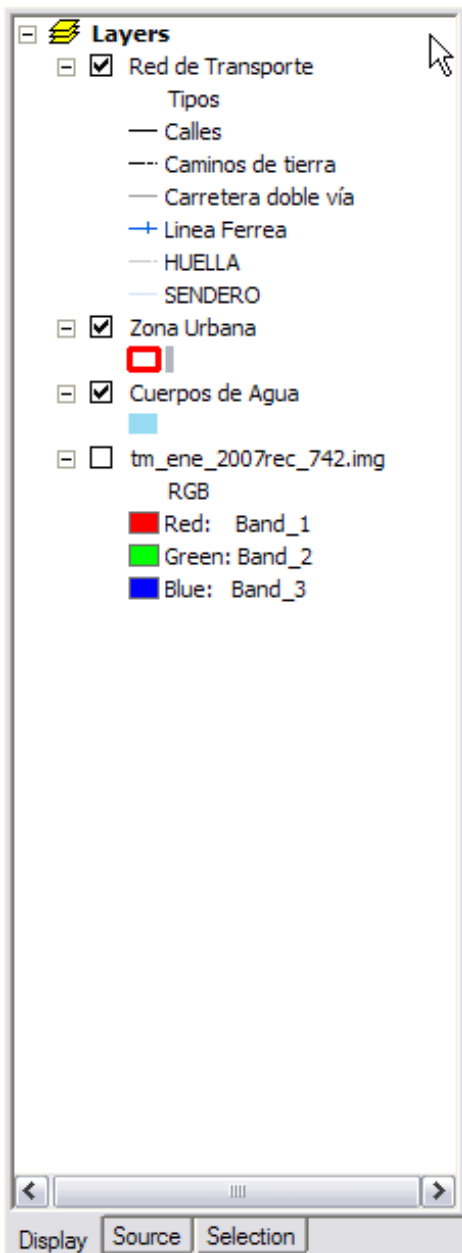 Layers
Red de Transporte
Tipos
Calles
Caminos de tierra
Carretera doble vía
Linea Ferrea
HUELLA
SENDERO
Zona Urbana
Cuerpos de Agua
tm_ene_2007rec_742.img
RGB
Red: Band_1
Green: Band_2
Blue: Band_3
Display Source Selection